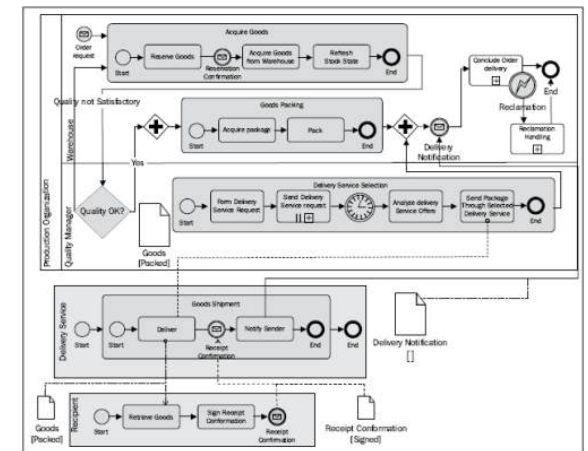 Acquire Goods
Order
request
Start
Reserve Goods
Reservation
Confirmation
Acquire Goods
from Warehouse
Refresh
Stock State
End
Conclude Order
delivery
End
Reclamation
Reclamation
Handling
Quality not Satisfactory
Goods Packing
Start
Acquire package
Pack
End
Delivery
Notification
Yes
Warehouse
Production Organization
Quality Manager
Quality OK?
Goods
[Packed]
Delivery Service Selection
Start
Form Delivery
Service Request
Send Delivery
Service request
Analyze delivery
Service Offers
Send Package
Through Selected
Delivery Service
End
Delivery Service
Goods Shipment
Start
Start
Deliver
Receipt
Confirmation
Notify Sender
End
End
Delivery Notification
[]
Goods
[Packed]
Recipient
Start
Retrieve Goods
Sign Receipt
Conformation
Receipt
Confirmation
Receipt Conformation
[Signed]